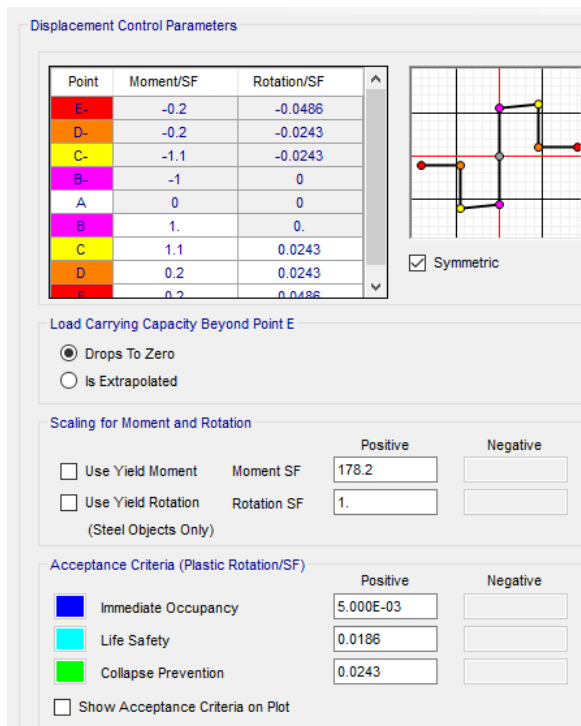 Displacement Control Parameters
Point Moment/SF Rotation/SF
E- -0.2 -0.0486
D- -0.2 -0.0243
C- -1.1 -0.0243
B- -1 0
A 0 0
B 1. 0.
C 1.1 0.0243
D 0.2 0.0243
E 0.2 0.0486
Symmetric
Load Carrying Capacity Beyond Point E
Drops To Zero
Is Extrapolated
Scaling for Moment and Rotation
Positive Negative
Use Yield Moment Moment SF 178.2
Use Yield Rotation Rotation SF 1.
(Steel Objects Only)
Acceptance Criteria (Plastic Rotation/SF)
Positive Negative
Immediate Occupancy 5.000E-03
Life Safety 0.0186
Collapse Prevention 0.0243
Show Acceptance Criteria on Plot